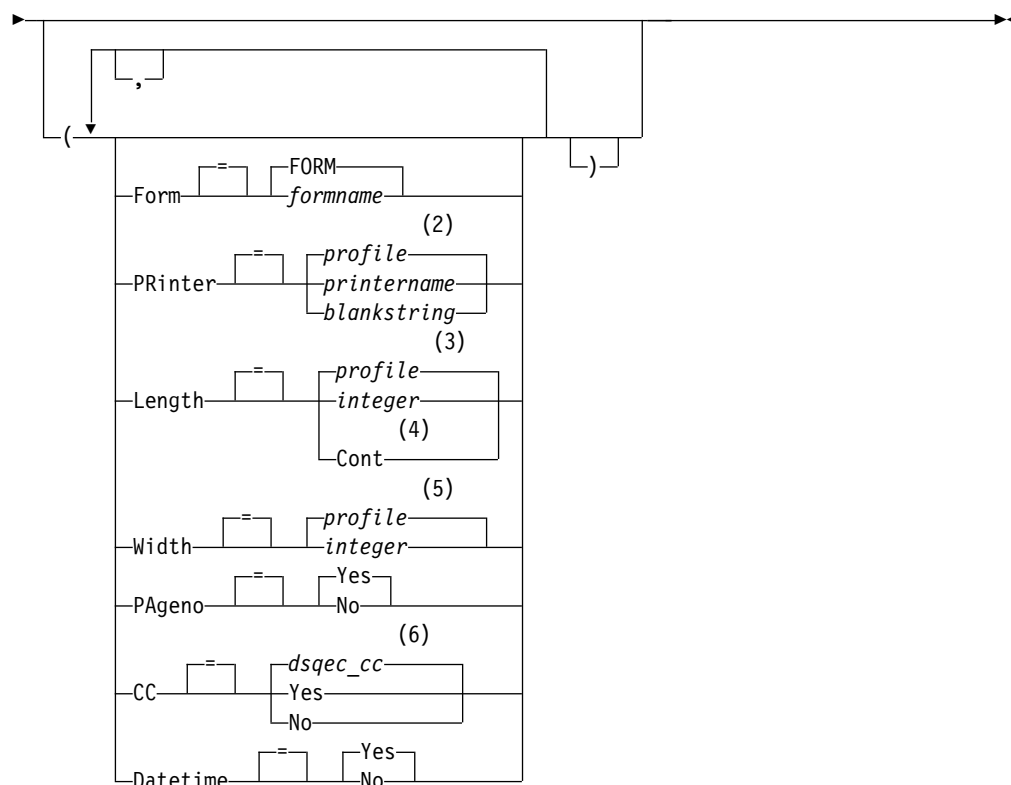 ,
(
)
= FORM
Form formname
(2)
= profile
PRinter printername
blankstring
(3)
= profile
Length integer
(4)
Cont
(5)
= profile
Width integer
= Yes
PAgeno No
(6)
= dsqec_cc
CC Yes
No
= Yes
Datetime No